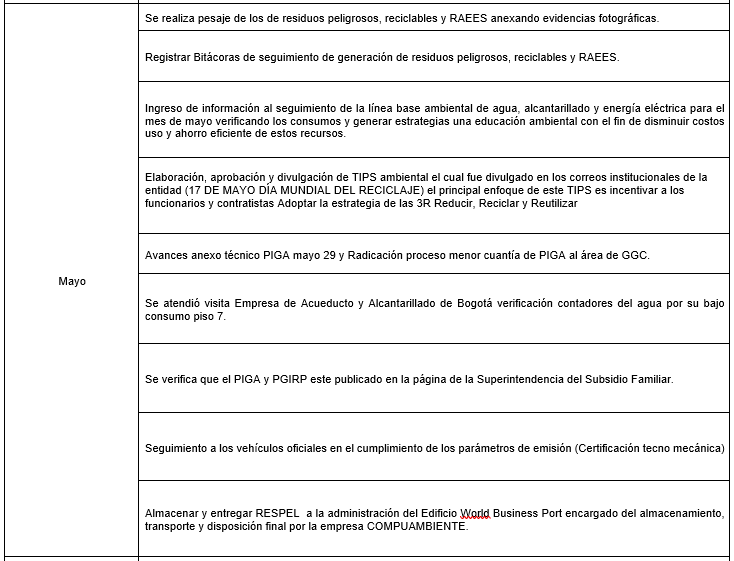 Se realiza pesaje de los de residuos peligrosos, reciclables y RAEES anexando evidencias fotográficas.
Registrar Bitácoras de seguimiento de generación de residuos peligrosos, reciclables y RAEES.
Ingreso de información al seguimiento de la línea base ambiental de agua, alcantarillado y energía eléctrica para el
mes de mayo verificando los consumos y generar estrategias una educación ambiental con el fin de disminuir costos
uso y ahorro eficiente de estos recursos.
Elaboración, aprobación y divulgación de TIPS ambiental el cual fue divulgado en los correos institucionales de la
entidad (17 DE MAYO DÍA MUNDIAL DEL RECICLAJE) el principal enfoque de este TIPS es incentivar a los
funcionarios y contratistas Adoptar la estrategia de las 3R Reducir, Reciclar y Reutilizar
Avances anexo técnico PIGA mayo 29 y Radicación proceso menor cuantía de PIGA al área de GGC.
Mayo
Se atendió visita Empresa de Acueducto y Alcantarillado de Bogotá verificación contadores del agua por su bajo
consumo piso 7.
Se verifica que el PIGA y PGIRP este publicado en la página de la Superintendencia del Subsidio Familiar.
Seguimiento a los vehículos oficiales en el cumplimiento de los parámetros de emisión (Certificación tecno mecánica)
Almacenar y entregar RESPEL a la administración del Edificio World Business Port encargado del almacenamiento,
transporte y disposición final por la empresa COMPUAMBIENTE.